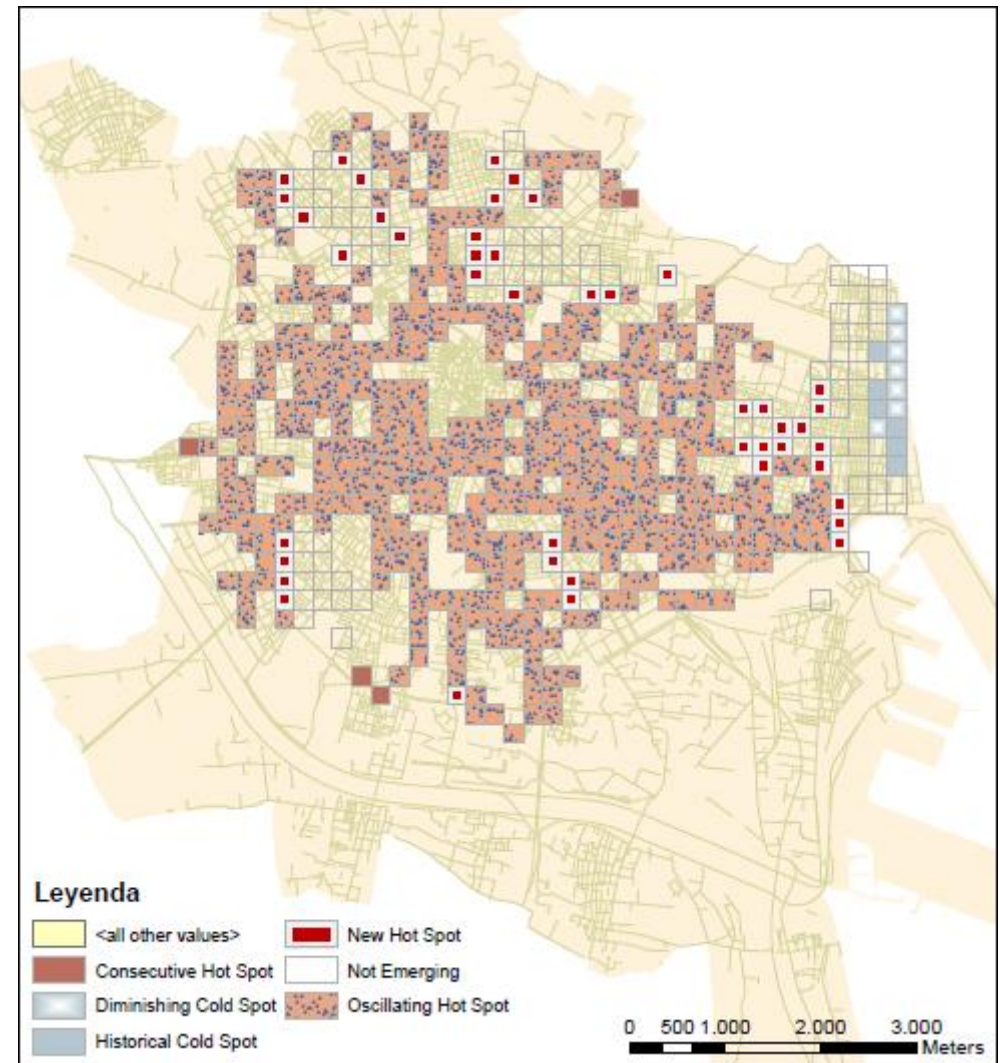 Leyenda
<all other values>
Consecutive Hot Spot
Diminishing Cold Spot
Historical Cold Spot
New Hot Spot
Not Emerging
Oscillating Hot Spot
0 500 1.000 2.000 3.000
Meters